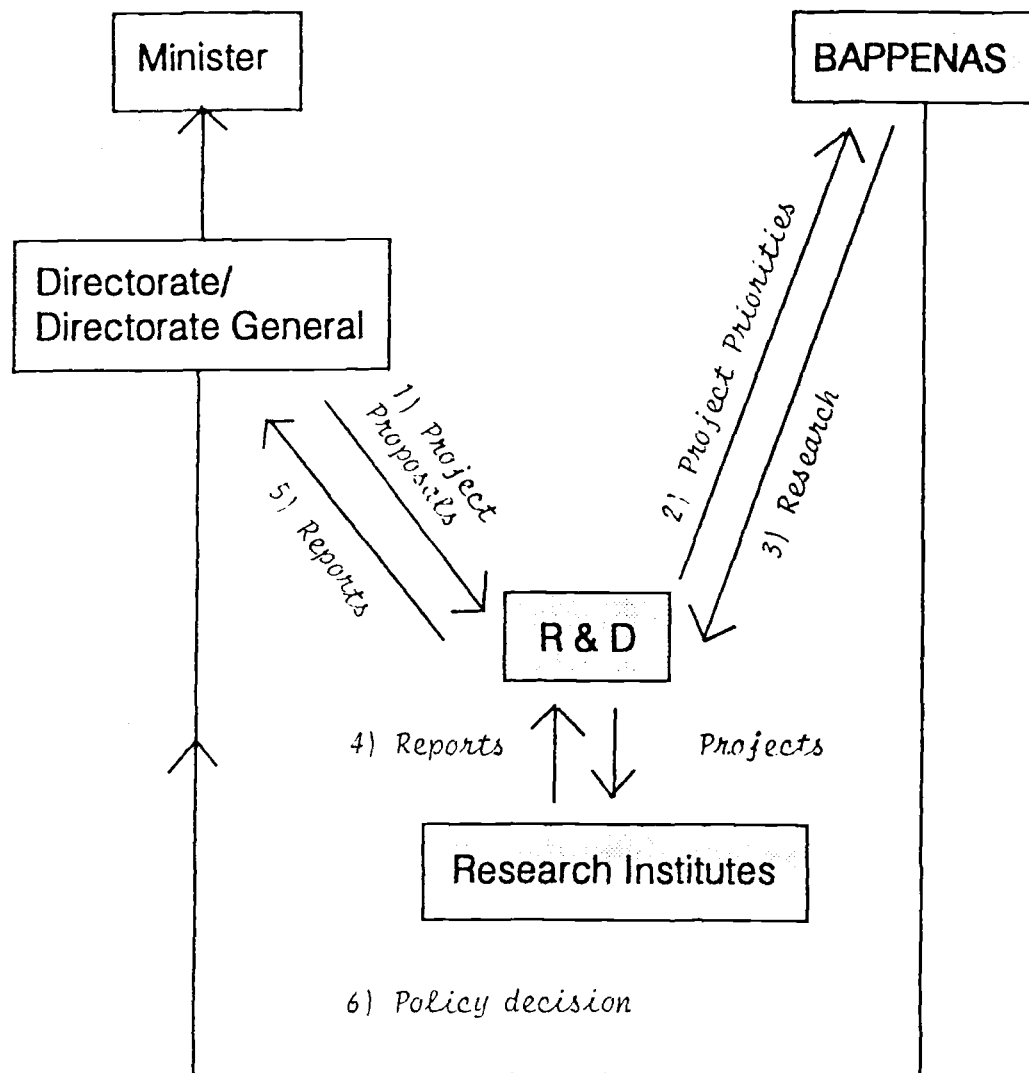 Minister
BAPPENAS
Directorate/
Directorate General
1) Project
Proposals
5) Reports
2) Project Priorities
3) Research
R & D
4) Reports
Projects
Research Institutes
6) Policy decision